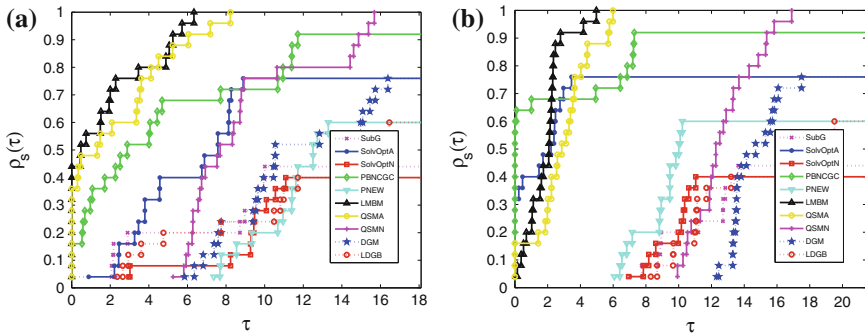 (a)
ρs(τ)
1
0.9
0.8
0.7
0.6
0.5
0.4
0.3
0.2
0.1
0
0 2 4 6 8 10 12 14 16 18
τ
SubG
SolvOptA
SolvOptN
PBNCGC
PNEW
LMBM
QSMA
QSMN
DGM
LDGB
(b)
ρs(τ)
1
0.9
0.8
0.7
0.6
0.5
0.4
0.3
0.2
0.1
0
0 2 4 6 8 10 12 14 16 18 20
τ
SubG
SolvOptA
SolvOptN
PBNCGC
PNEW
LMBM
QSMA
QSMN
DGM
LDGB